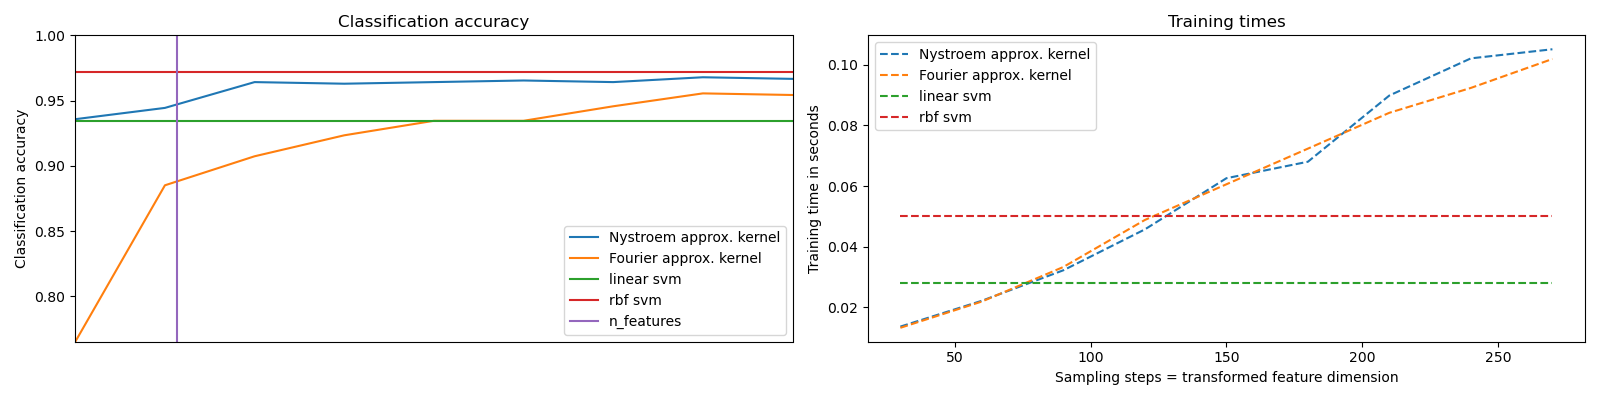 Classification accuracy
Classification accuracy
1.00
0.95
0.90
0.85
0.80
Nystroem approx. kernel
Fourier approx. kernel
linear svm
rbf svm
n_features
Training times
Training time in seconds
0.10
0.08
0.06
0.04
0.02
Nystroem approx. kernel
Fourier approx. kernel
linear svm
rbf svm
50 100 150 200 250
Sampling steps = transformed feature dimension